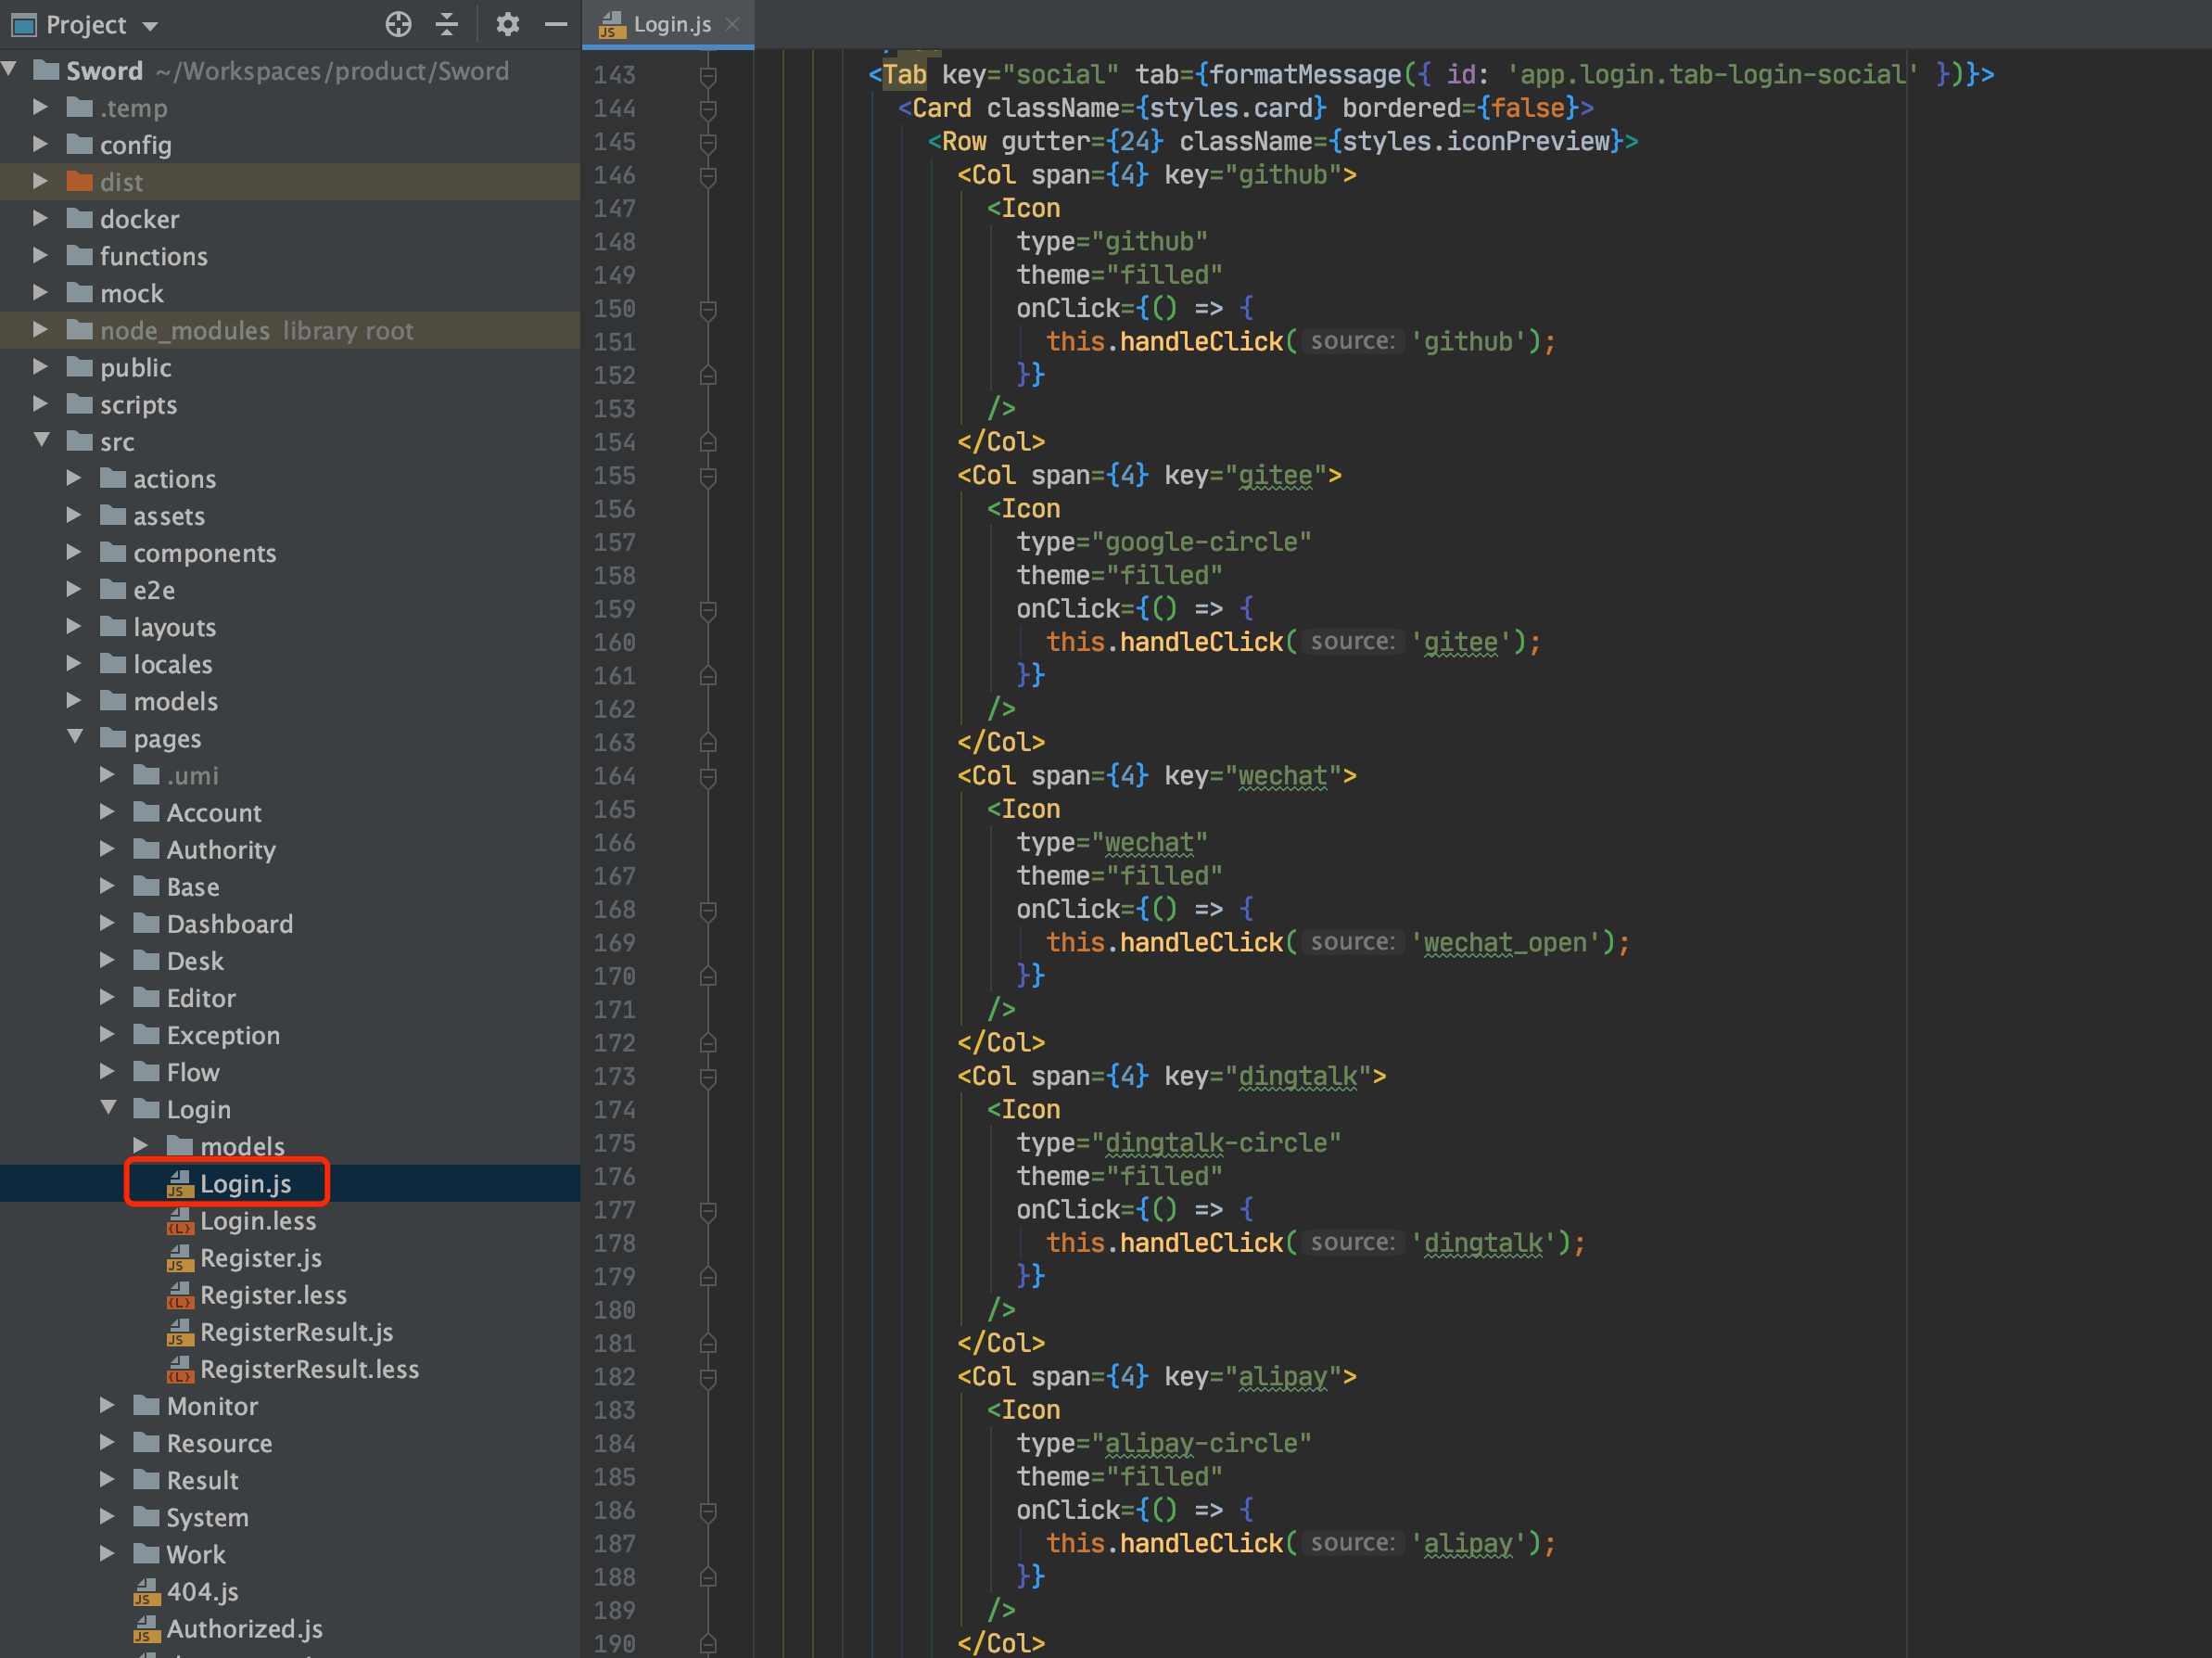 Project
Sword ~/Workspaces/product/Sword
.temp
config
dist
docker
functions
mock
node_modules library root
public
scripts
src
actions
assets
components
e2e
layouts
locales
models
pages
.umi
Account
Authority
Base
Dashboard
Desk
Editor
Exception
Flow
Login
models
Login.js
Login.less
Register.js
Register.less
RegisterResult.js
RegisterResult.less
Monitor
Resource
Result
System
Work
404.js
Authorized.js
Login.js
143 <Tab key="social" tab={formatMessage({ id: 'app.login.tab-login-social' })}>
144 <Card className={styles.card} bordered={false}>
145 <Row gutter={24} className={styles.iconPreview}>
146 <Col span={4} key="github">
147 <Icon
148 type="github"
149 theme="filled"
150 onClick={() => {
151 this.handleClick( source: 'github');
152 }}
153 />
154 </Col>
155 <Col span={4} key="gitee">
156 <Icon
157 type="google-circle"
158 theme="filled"
159 onClick={() => {
160 this.handleClick( source: 'gitee');
161 }}
162 />
163 </Col>
164 <Col span={4} key="wechat">
165 <Icon
166 type="wechat"
167 theme="filled"
168 onClick={() => {
169 this.handleClick( source: 'wechat_open');
170 }}
171 />
172 </Col>
173 <Col span={4} key="dingtalk">
174 <Icon
175 type="dingtalk-circle"
176 theme="filled"
177 onClick={() => {
178 this.handleClick( source: 'dingtalk');
179 }}
180 />
181 </Col>
182 <Col span={4} key="alipay">
183 <Icon
184 type="alipay-circle"
185 theme="filled"
186 onClick={() => {
187 this.handleClick( source: 'alipay');
188 }}
189 />
190 </Col>